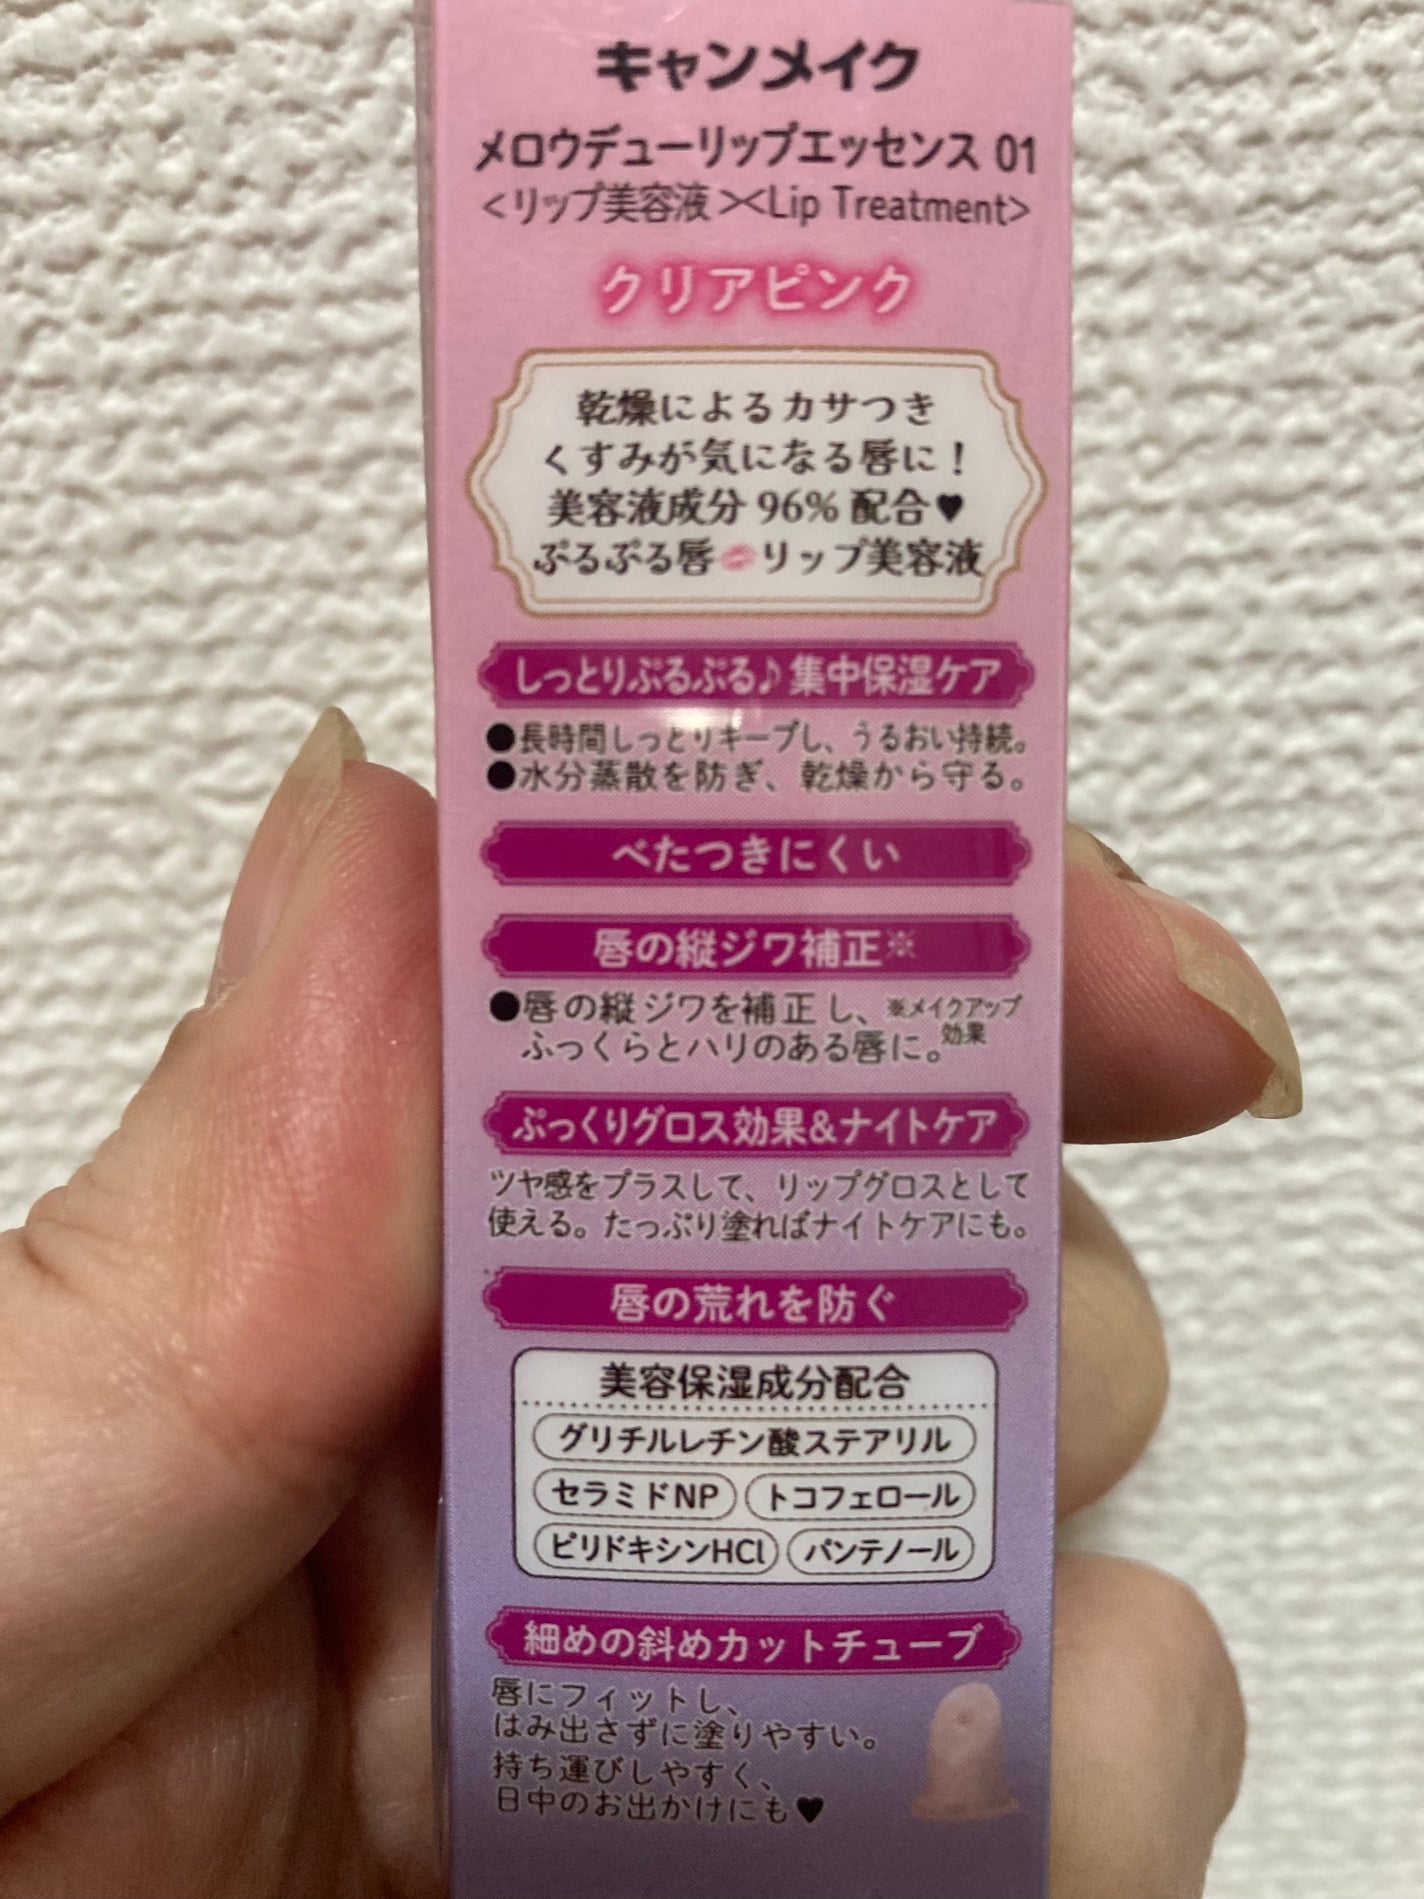 キャンメイク
メロウデューリップエッセンス 01
<リップ美容液><Lip Treatment>
クリアピンク
乾燥によるカサつき
くすみが気になる唇に！
美容液成分 96% 配合♥
ぷるぷる唇💋リップ美容液
しっとりぷるぷる♪集中保湿ケア
●長時間しっとりキープし、うるおい持続。
●水分蒸散を防ぎ、乾燥から守る。
べたつきにくい
唇の縦ジワ補正※
●唇の縦ジワを補正し、
ふっくらとハリのある唇に。
※メイクアップ
効果
ぷっくりグロス効果&ナイトケア
ツヤ感をプラスして、リップグロスとして
使える。たっぷり塗ればナイトケアにも。
唇の荒れを防ぐ
美容保湿成分配合
グリチルレチン酸ステアリル
セラミドNP トコフェロール
ピリドキシンHCl パンテノール
細めの斜めカットチューブ
唇にフィットし、
はみ出さずに塗りやすい。
持ち運びしやすく、
日中のお出かけにも♥